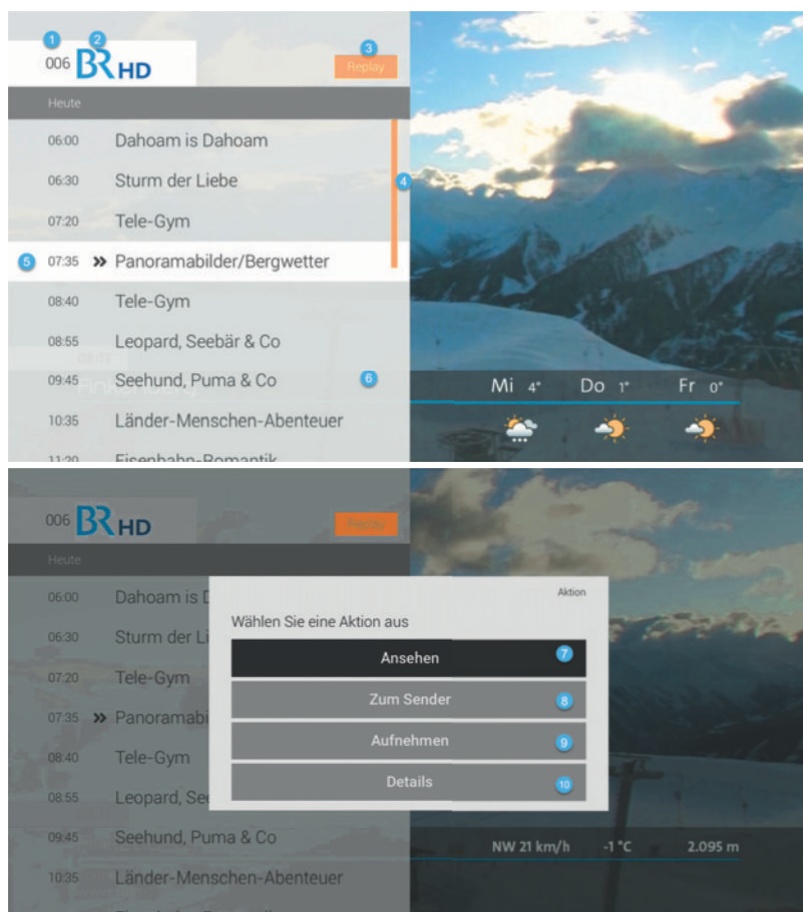 1 2
006 BR HD
3
Replay
Heute
06:00 Dahoam is Dahoam
06:30 Sturm der Liebe
4
07:20 Tele-Gym
5 07:35 » Panoramabilder/Bergwetter
08:40 Tele-Gym
08:55 Leopard, Seebär & Co
09:45 Seehund, Puma & Co 6
10:35 Länder-Menschen-Abenteuer
11:20 Eisenbahn-Romantik
Mi 4° Do 1° Fr 0°
006 BR HD
Replay
Heute
06:00 Dahoam is D
06:30 Sturm der Li
07:20 Tele-Gym
07:35 » Panoramabi
08:40 Tele-Gym
08:55 Leopard, See
09:45 Seehund, Puma & Co
10:35 Länder-Menschen-Abenteuer
Aktion
Wählen Sie eine Aktion aus
Ansehen 7
Zum Sender 8
Aufnehmen 9
Details 10
NW 21 km/h -1 °C 2.095 m